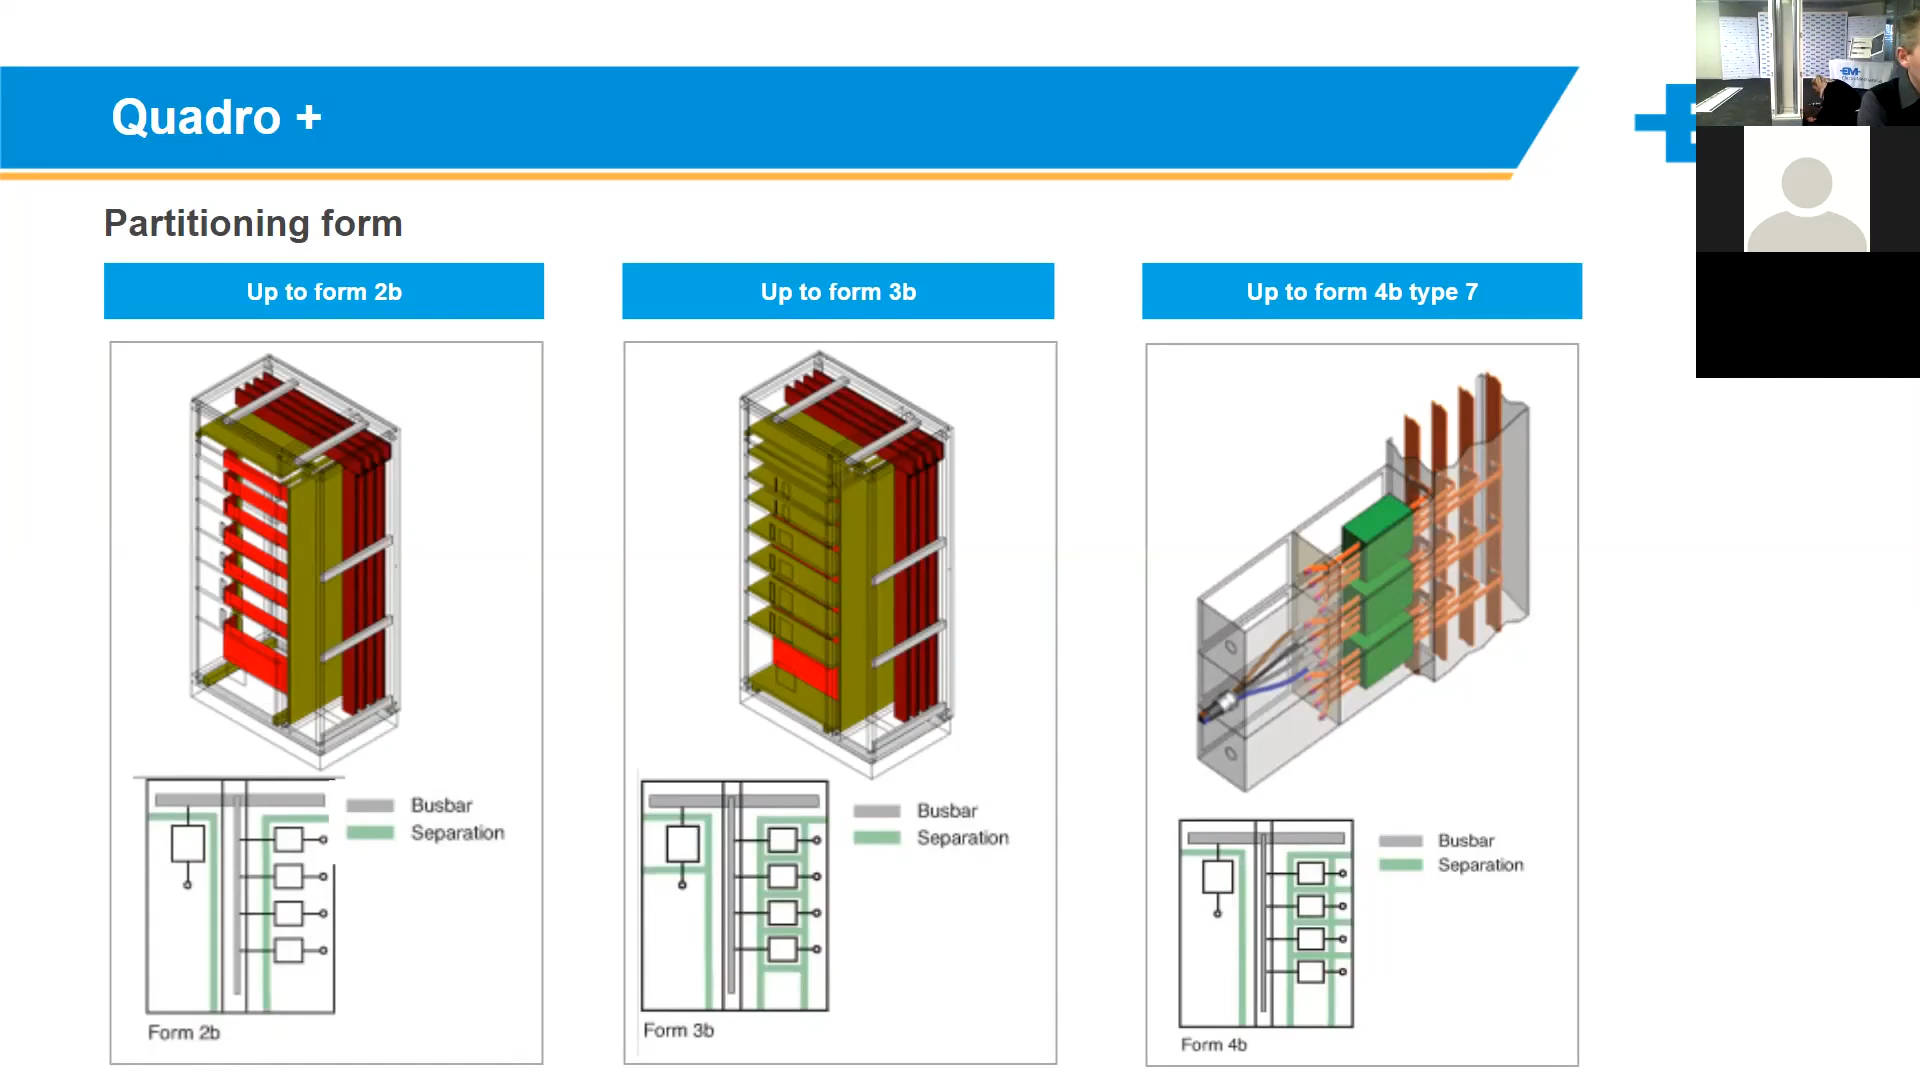 Quadro +
Partitioning form
Up to form 2b
Up to form 3b
Up to form 4b type 7
Busbar
Separation
Form 2b
Busbar
Separation
Form 3b
Busbar
Separation
Form 4b
EM